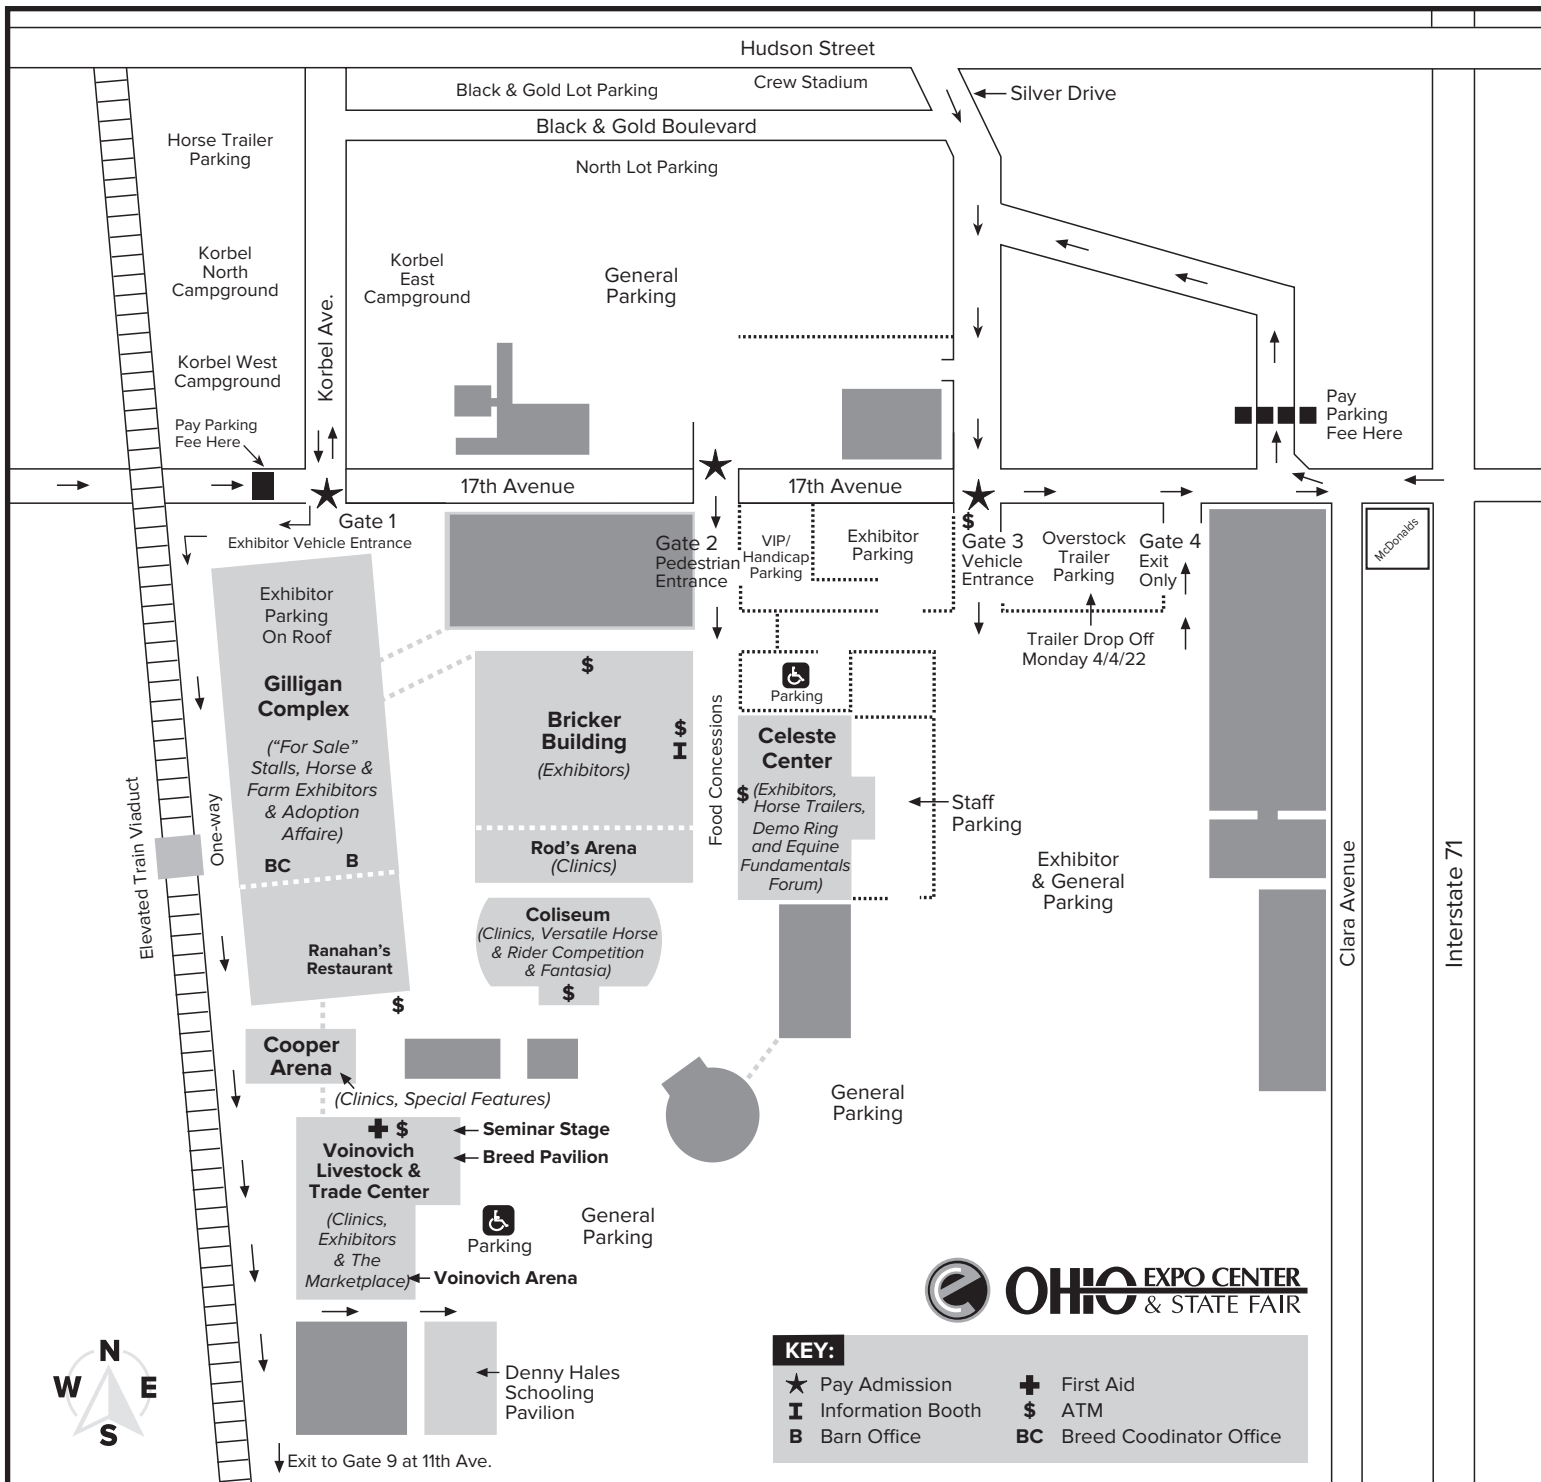 Hudson Street
Black & Gold Lot Parking
Crew Stadium
Silver Drive
Black & Gold Boulevard
Horse Trailer
Parking
North Lot Parking
Korbel
North
Campground
Korbel
East
Campground
General
Parking
Korbel Ave.
Korbel West
Campground
Pay Parking
Fee Here
Pay
Parking
Fee Here
17th Avenue
17th Avenue
Gate 1
Exhibitor Vehicle Entrance
Gate 2
Pedestrian
Entrance
VIP/
Handicap
Parking
Exhibitor
Parking
$
Gate 3
Vehicle
Entrance
Overstock
Trailer
Parking
Gate 4
Exit
Only
McDonalds
Trailer Drop Off
Monday 4/4/22
Exhibitor
Parking
On Roof
Gilligan
Complex
("For Sale"
Stalls, Horse &
Farm Exhibitors
& Adoption
Affaire)
BC
B
Ranahan's
Restaurant
$
Elevated Train Viaduct
One-way
$
Bricker
Building
(Exhibitors)
$
I
Rod's Arena
(Clinics)
Food Concessions
Parking
Celeste
Center
$
(Exhibitors,
Horse Trailers,
Demo Ring
and Equine
Fundamentals
Forum)
Staff
Parking
Exhibitor
& General
Parking
Clara Avenue
Interstate 71
Coliseum
(Clinics, Versatile Horse
& Rider Competition
& Fantasia)
$
Cooper
Arena
(Clinics, Special Features)
General
Parking
$
Seminar Stage
Breed Pavilion
Voinovich
Livestock &
Trade Center
(Clinics,
Exhibitors
& The
Marketplace)
Parking
General
Parking
Voinovich Arena
Denny Hales
Schooling
Pavilion
Exit to Gate 9 at 11th Ave.
N
W E
S
OHIO EXPO CENTER
& STATE FAIR
KEY:
Pay Admission
I Information Booth
B Barn Office
First Aid
$ ATM
BC Breed Coodinator Office